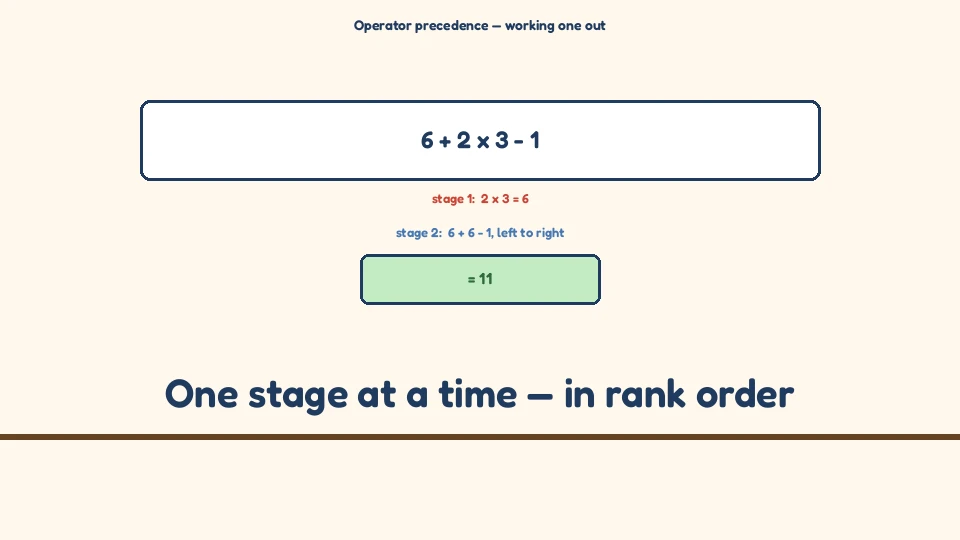 Operator precedence — working one out
6 + 2 x 3 - 1
stage 1:  2 x 3 = 6
stage 2:  6 + 6 - 1, left to right
= 11
One stage at a time — in rank order